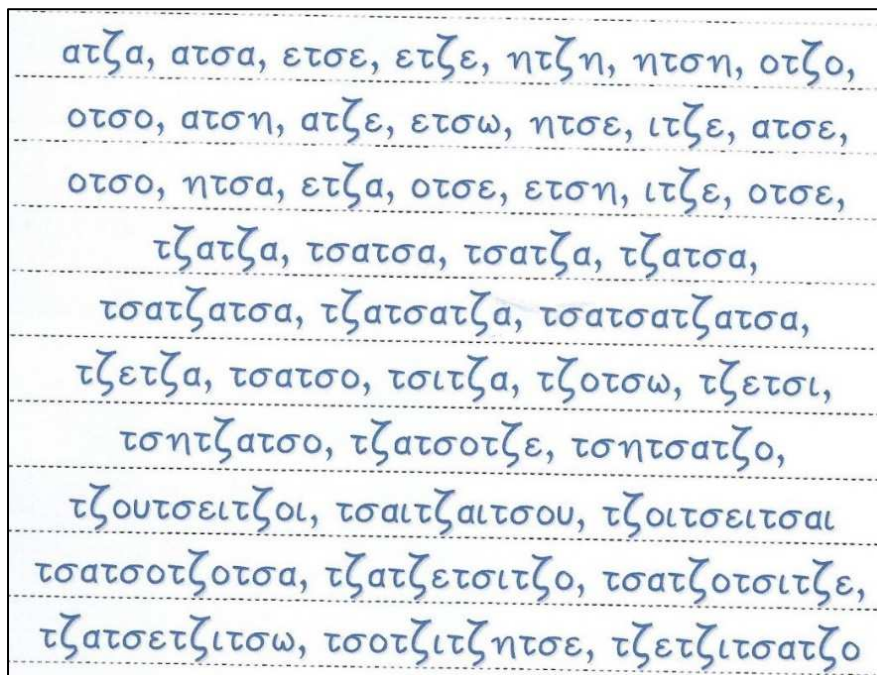 ατζα, ατσα, ετσε, ετζε, ητζη, ητση, οτζο,
οτσο, ατση, ατζε, ετσω, ητσε, ιτζε, ατσε,
οτσο, ητσα, ετζα, οτσε, ετση, ιτζε, οτσε,
τζατζα, τσατσα, τσατζα, τζατσα,
τσατζατσα, τζατσατζα, τσατσατζατσα,
τζετζα, τσατσο, τσιτζα, τζοτσω, τζετσι,
τσητζατσο, τζατσοτζε, τσητσατζο,
τζουτσειτζοι, τσαιτζαιτσου, τζοιτσειτσαι
τσατσοτζοτσα, τζατζετσιτζο, τσατζοτσιτζε,
τζατσετζιτσω, τσοτζιτζητσε, τζετζιτσατζο